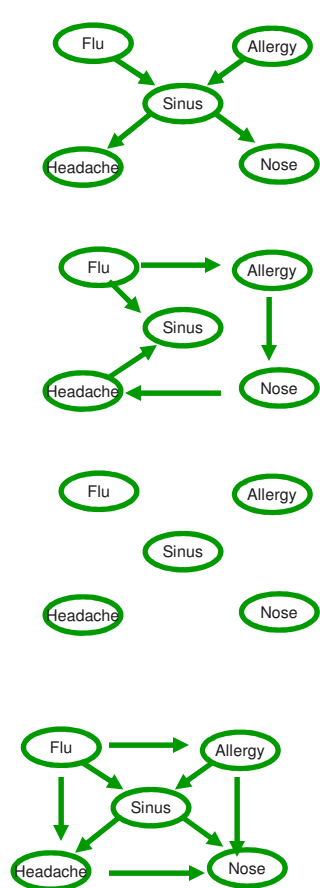 Flu
Allergy
Sinus
Headache
Nose
Flu
Allergy
Sinus
Headache
Nose
Flu
Allergy
Sinus
Headache
Nose
Flu
Allergy
Sinus
Headache
Nose